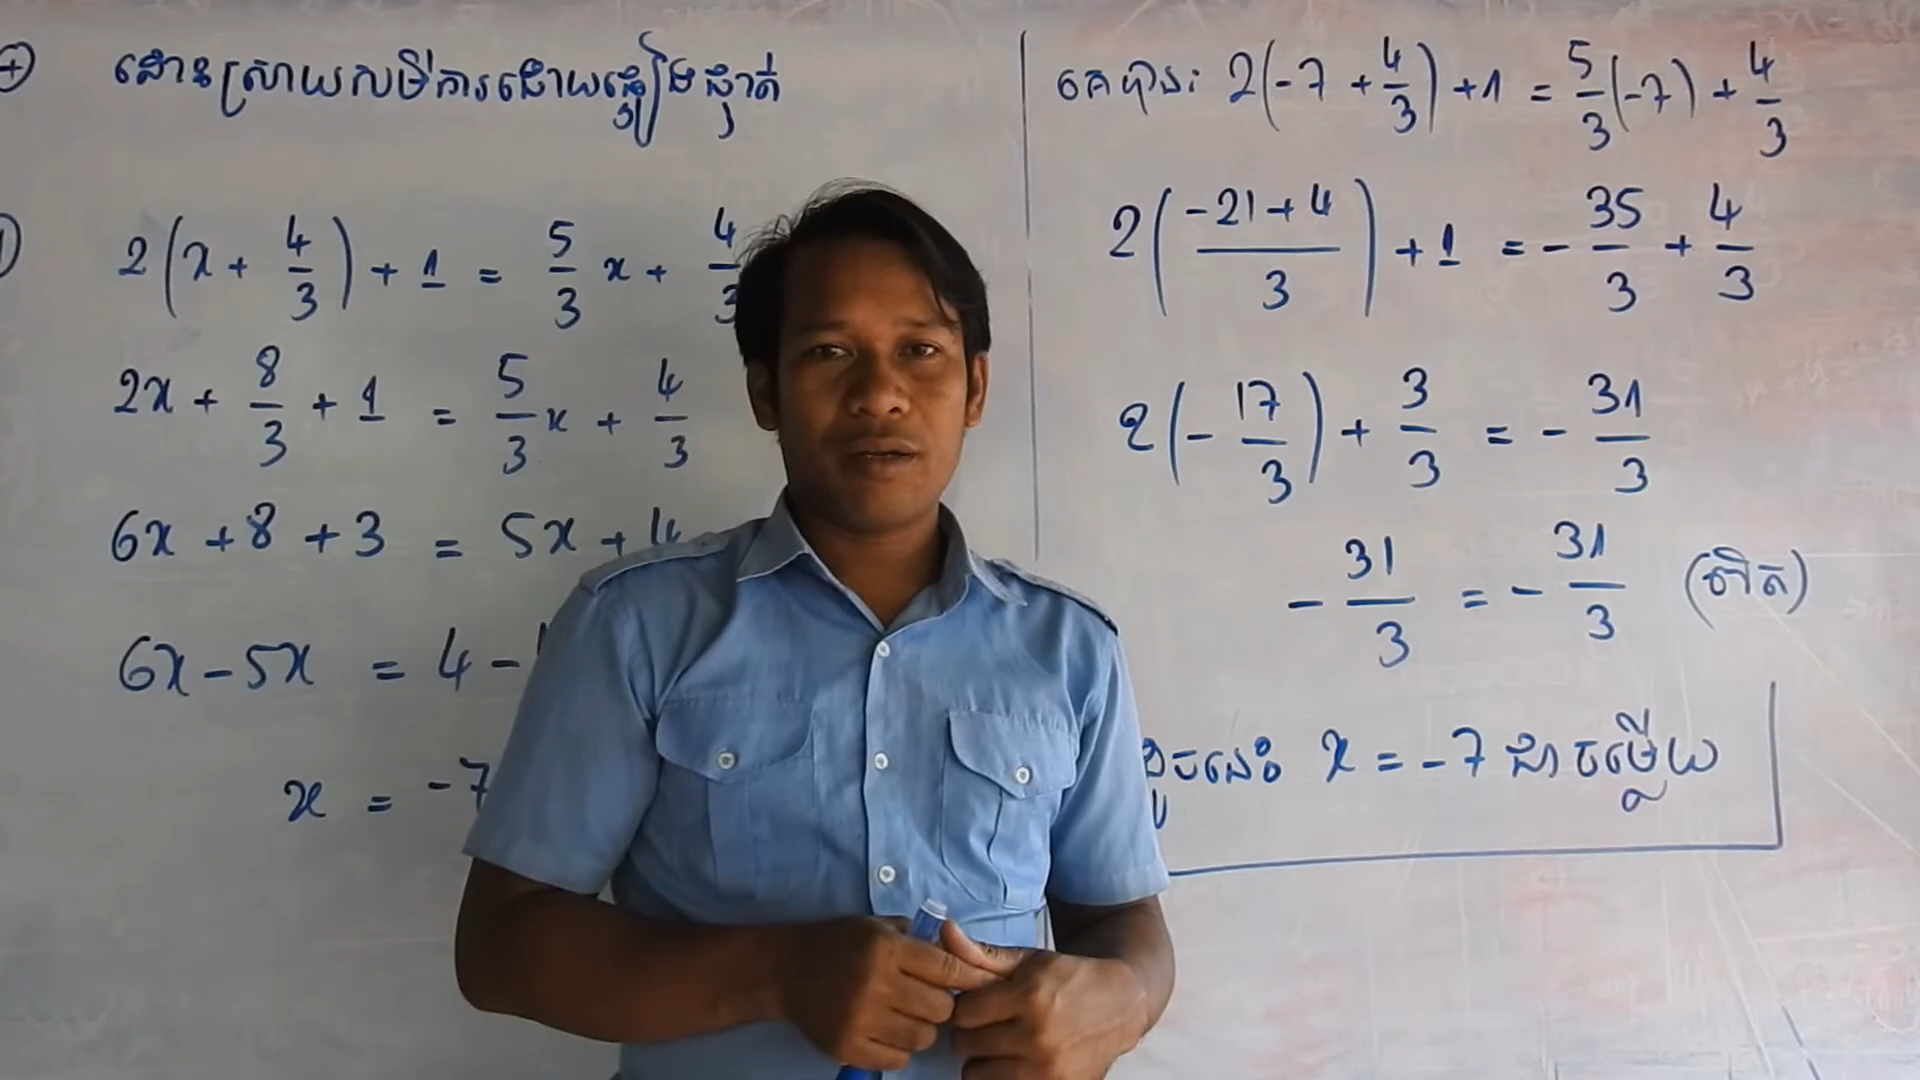 + ដោះស្រាយសមីការដោយផ្ទៀងផ្ទាត់
1 2(x + 4/3) + 1 = 5/3 x + 4/3
2x + 8/3 + 1 = 5/3 x + 4/3
6x + 8 + 3 = 5x + 4
6x - 5x = 4 -
x = -7
គេបាន: 2(-7 + 4/3) + 1 = 5/3 (-7) + 4/3
2((-21 + 4)/3) + 1 = - 35/3 + 4/3
2(- 17/3) + 3/3 = - 31/3
- 31/3 = - 31/3 (ពិត)
ដូចនេះ x = -7 ជាចម្លើយ